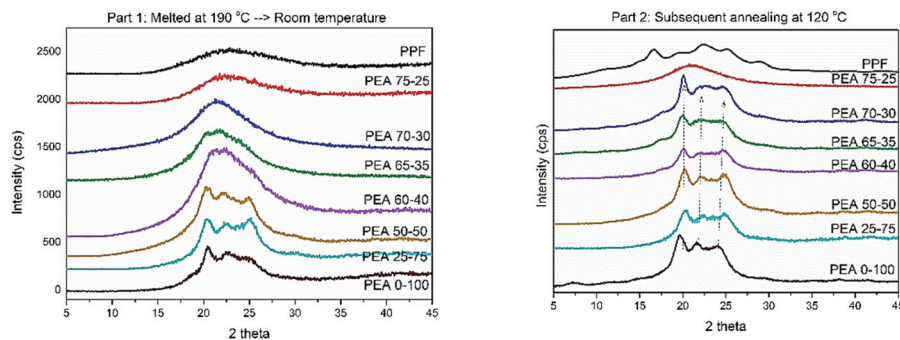 Part 1: Melted at 190 °C --> Room temperature
Intensity (cps)
2500
2000
1500
1000
500
0
PPF
PEA 75-25
PEA 70-30
PEA 65-35
PEA 60-40
PEA 50-50
PEA 25-75
PEA 0-100
5 10 15 20 25 30 35 40 45
2 theta
Part 2: Subsequent annealing at 120 °C
Intensity (cps)
PPF
PEA 75-25
PEA 70-30
PEA 65-35
PEA 60-40
PEA 50-50
PEA 25-75
PEA 0-100
5 10 15 20 25 30 35 40 45
2 theta